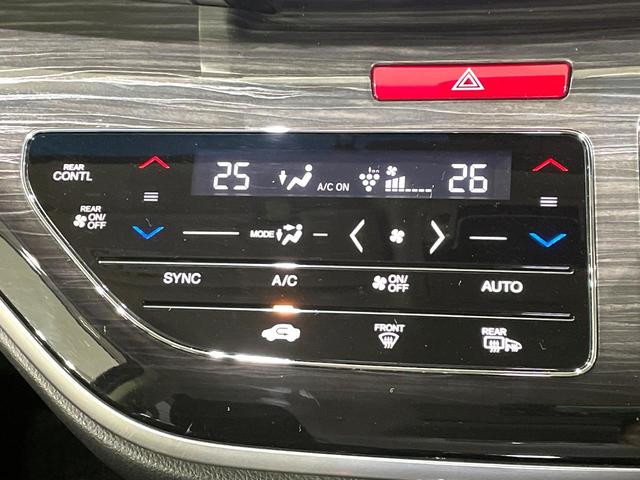 REAR
CONTL
25
A/C ON
26
REAR
ON/
OFF
MODE
SYNC
A/C
ON/
OFF
AUTO
FRONT
REAR